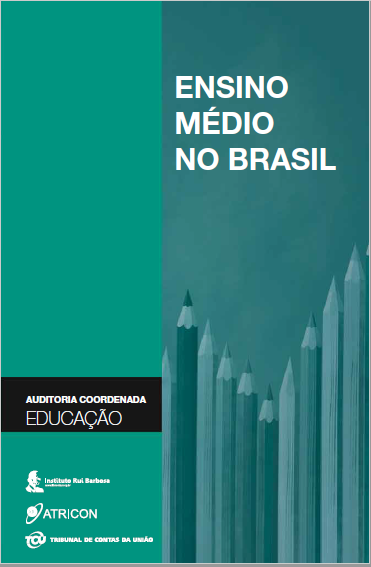 ENSINO
MÉDIO
NO BRASIL
AUDITORIA COORDENADA
EDUCAÇÃO
Instituto Rui Barbosa
ATRICON
TCU TRIBUNAL DE CONTAS DA UNIÃO